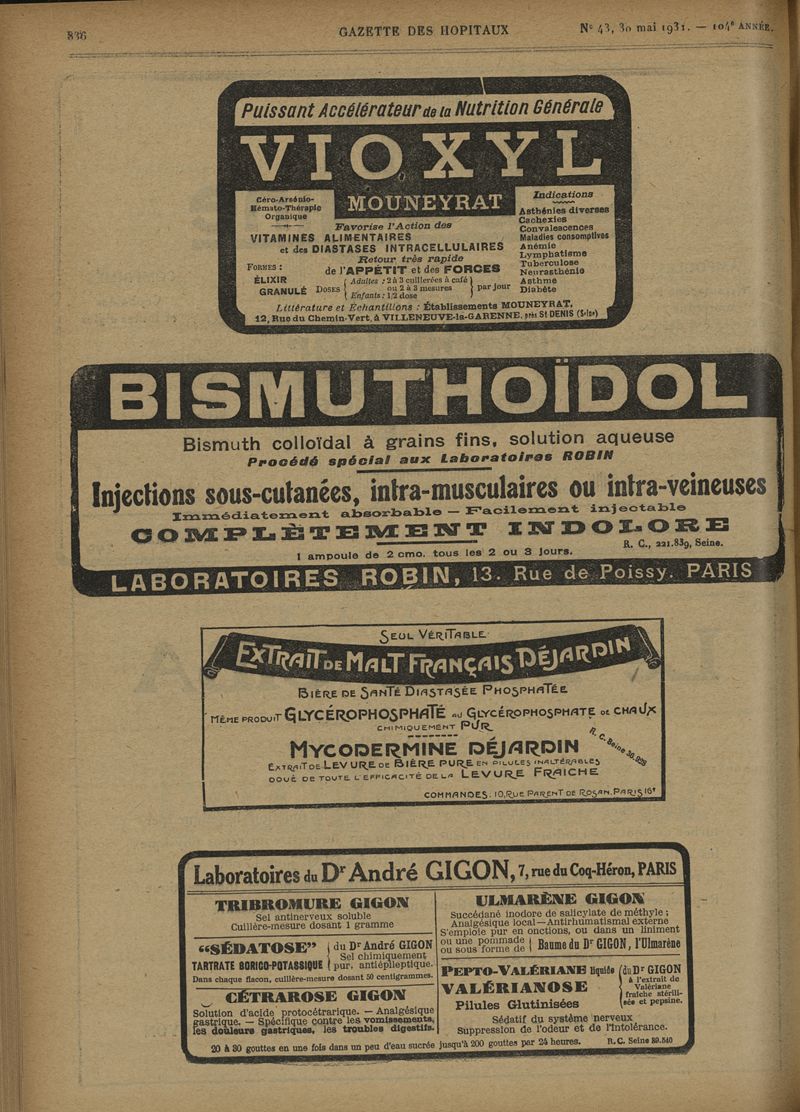 836
GAZETTE DES HOPITAUX
N° 43, 30 mai 1931. — 104e ANNÉE.
Puissant Accélérateur de la Nutrition Générale
VIOXYL
MOUNEYRAT
Céro-Arsénio-
Hémato-Thérapie
Organique
Favorise l'Action des
VITAMINES ALIMENTAIRES
et des DIASTASES INTRACELLULAIRES
Retour très rapide
de l'APPÉTIT et des FORCES
FORMES :
ÉLIXIR
GRANULÉ
DOSES
Adultes : 2 à 3 cuillerées à café
ou 2 à 3 mesures
Enfants : 1/2 dose
par jour
Indications
Asthénies diverses
Cachexies
Convalescences
Maladies consomptives
Anémie
Lymphatisme
Tuberculose
Neurasthénie
Asthme
Diabète
Littérature et Échantillons : Établissements MOUNEYRAT,
12, Rue du Chemin-Vert, à VILLENEUVE-la-GARENNE, près St DENIS (Seine)
BISMUTHOÏDOL
Bismuth colloïdal à grains fins, solution aqueuse
Procédé spécial aux Laboratoires ROBIN
Injections sous-cutanées, intra-musculaires ou intra-veineuses
Immédiatement absorbable — Facilement injectable
COMPLÈTEMENT INDOLORE
R. C., 221.839, Seine.
1 ampoule de 2 cmc. tous les 2 ou 3 jours.
LABORATOIRES ROBIN, 13. Rue de Poissy. PARIS
SEUL VÉRITABLE
EXTRAIT DE MALT FRANÇAIS DÉJARDIN
BIÈRE DE SANTÉ DIASTASÉE PHOSPHATÉE
MÊME PRODUIT GLYCÉROPHOSPHATÉ AU GLYCÉROPHOSPHATE DE CHAUX
CHIMIQUEMENT PUR
MYCODERMINE DÉJARDIN
R. C. Seine 36.828
EXTRAIT DE LEVURE DE BIÈRE PURE EN PILULES INALTÉRABLES
DOUÉ DE TOUTE L'EFFICACITÉ DE LA LEVURE FRAICHE
COMMANDES : 10, RUE PARENT DE ROSAN. PARIS 16e
Laboratoires du Dr André GIGON, 7, rue du Coq-Héron, PARIS
TRIBROMURE GIGON
Sel antinerveux soluble
Cuillère-mesure dosant 1 gramme
“SÉDATOSE”
TARTRATE BORICO-POTASSIQUE
du Dr André GIGON
Sel chimiquement
pur, antiépileptique.
Dans chaque flacon, cuillère-mesure dosant 50 centigrammes.
CÉTRAROSE GIGON
Solution d'acide protocétrarique. — Analgésique
gastrique. — Spécifique contre les vomissements,
les douleurs gastriques, les troubles digestifs.
ULMARÈNE GIGON
Succédané inodore de salicylate de méthyle ;
Analgésique local—Antirhumatismal externe
S'emploie pur en onctions, ou dans un liniment
ou une pommade
ou sous forme de
Baume du Dr GIGON, à l'Ulmarène
PEPTO-VALÉRIANE liquide
VALÉRIANOSE
Pilules Glutinisées
du Dr GIGON
à l'extrait de
Valériane
fraîche stérili-
sée et pepsine.
Sédatif du système nerveux
Suppression de l'odeur et de l'intolérance.
20 à 30 gouttes en une fois dans un peu d'eau sucrée jusqu'à 200 gouttes par 24 heures.
R. C. Seine 89.540